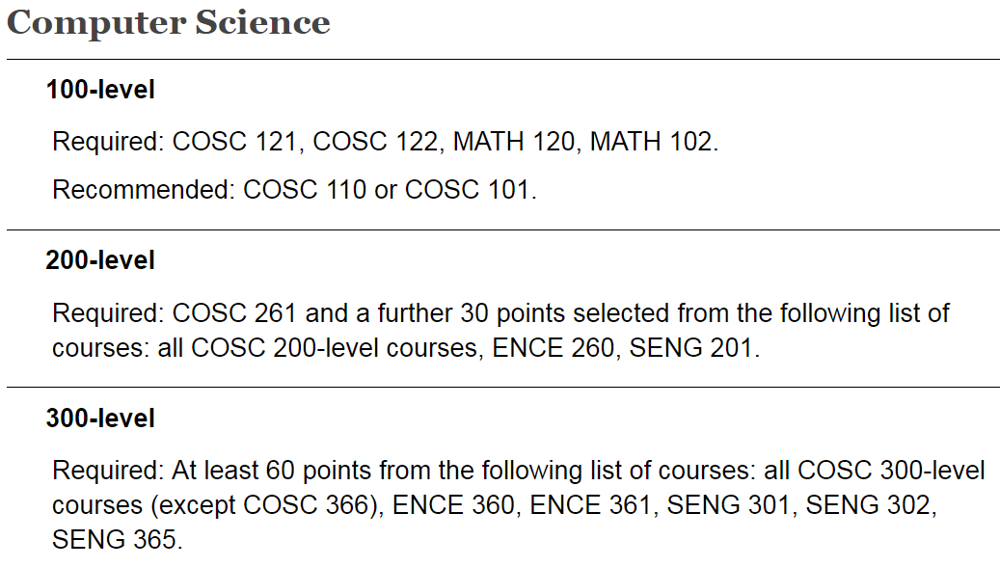 Computer Science
100-level
Required: COSC 121, COSC 122, MATH 120, MATH 102.
Recommended: COSC 110 or COSC 101.
200-level
Required: COSC 261 and a further 30 points selected from the following list of
courses: all COSC 200-level courses, ENCE 260, SENG 201.
300-level
Required: At least 60 points from the following list of courses: all COSC 300-level
courses (except COSC 366), ENCE 360, ENCE 361, SENG 301, SENG 302,
SENG 365.